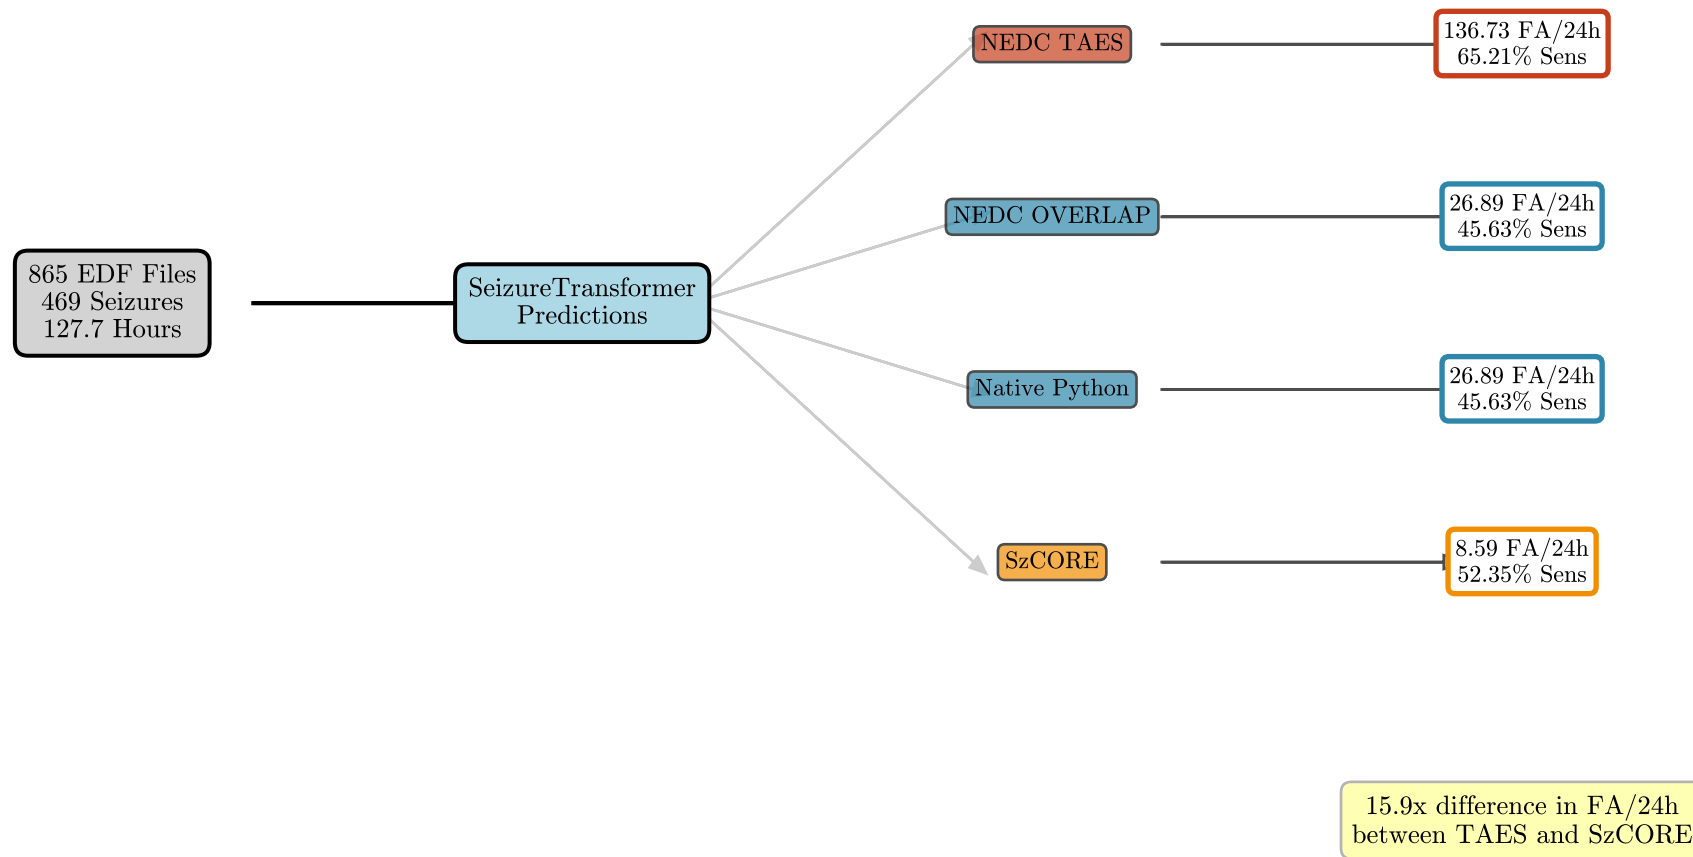 865 EDF Files
469 Seizures
127.7 Hours
SeizureTransformer
Predictions
NEDC TAES
136.73 FA/24h
65.21% Sens
NEDC OVERLAP
26.89 FA/24h
45.63% Sens
Native Python
26.89 FA/24h
45.63% Sens
SzCORE
8.59 FA/24h
52.35% Sens
15.9x difference in FA/24h
between TAES and SzCORE